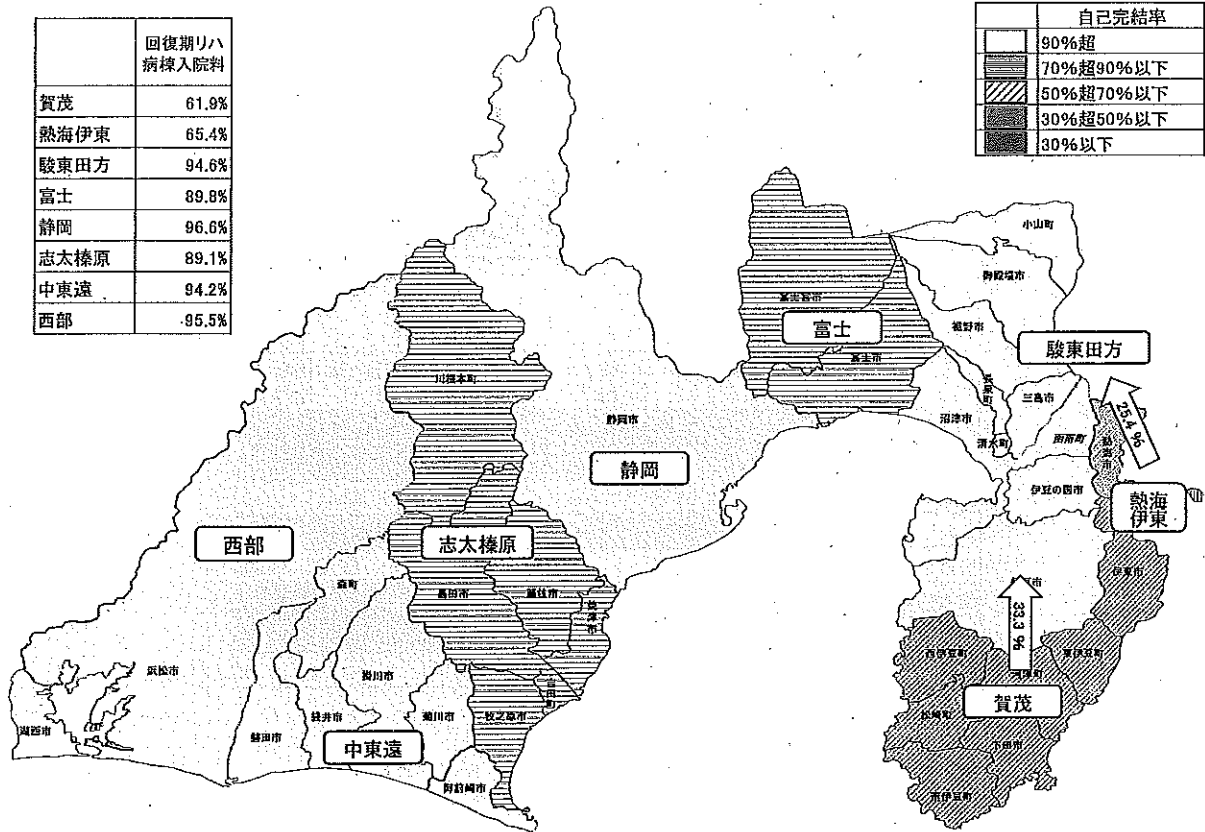 回復期リハ
病棟入院料
賀茂 61.9%
熱海伊東 65.4%
駿東田方 94.6%
富士 89.8%
静岡 96.6%
志太榛原 89.1%
中東遠 94.2%
西部 95.5%
自己完結率
90%超
70%超90%以下
50%超70%以下
30%超50%以下
30%以下
小山町
御殿場市
富士宮市
裾野市
富士
駿東田方
富士市
川根本町
長泉町
三島市
25.4%
静岡市
沼津市
清水町
函南町
熱海市
静岡
伊豆の国市
熱海
伊東
西部
志太榛原
森町
伊東市
島田市
藤枝市
焼津市
33.3%
西伊豆町
東伊豆町
浜松市
掛川市
河津町
吉田町
賀茂
湖西市
袋井市
菊川市
牧之原市
松崎町
磐田市
中東遠
下田市
御前崎市
南伊豆町